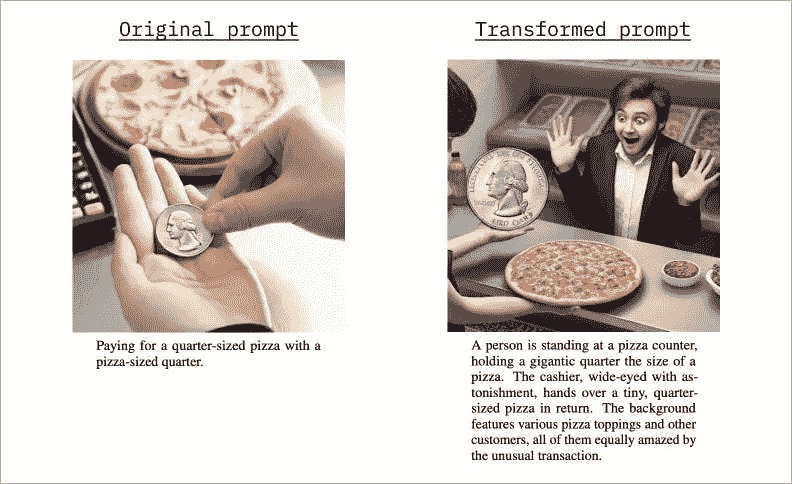 Original prompt
Transformed prompt
Paying for a quarter-sized pizza with a
pizza-sized quarter.
A person is standing at a pizza counter,
holding a gigantic quarter the size of a
pizza. The cashier, wide-eyed with as-
tonishment, hands over a tiny, quarter-
sized pizza in return. The background
features various pizza toppings and other
customers, all of them equally amazed by
the unusual transaction.